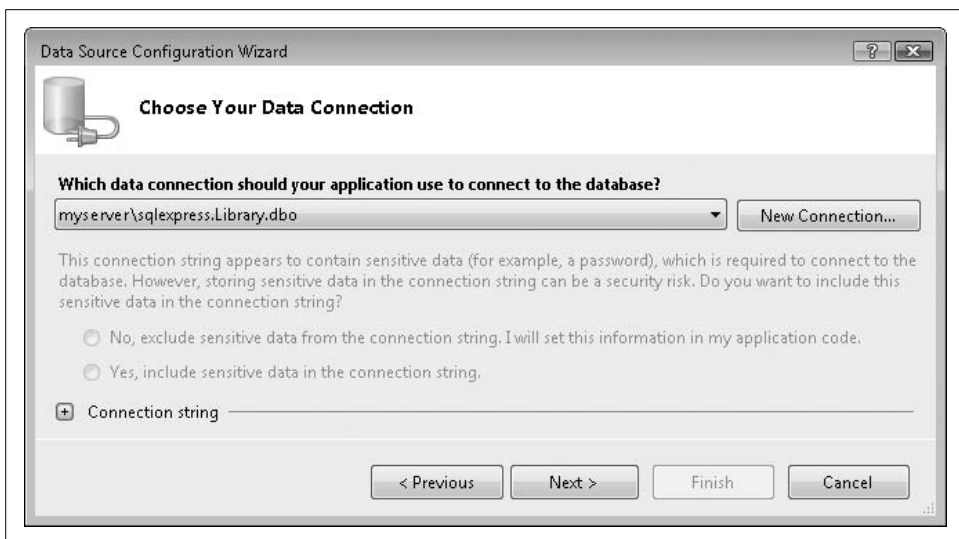 Data Source Configuration Wizard
Choose Your Data Connection
Which data connection should your application use to connect to the database?
myserver\sqlexpress.Library.dbo
New Connection...
This connection string appears to contain sensitive data (for example, a password), which is required to connect to the
database. However, storing sensitive data in the connection string can be a security risk. Do you want to include this
sensitive data in the connection string?
No, exclude sensitive data from the connection string. I will set this information in my application code.
Yes, include sensitive data in the connection string.
Connection string
< Previous
Next >
Finish
Cancel